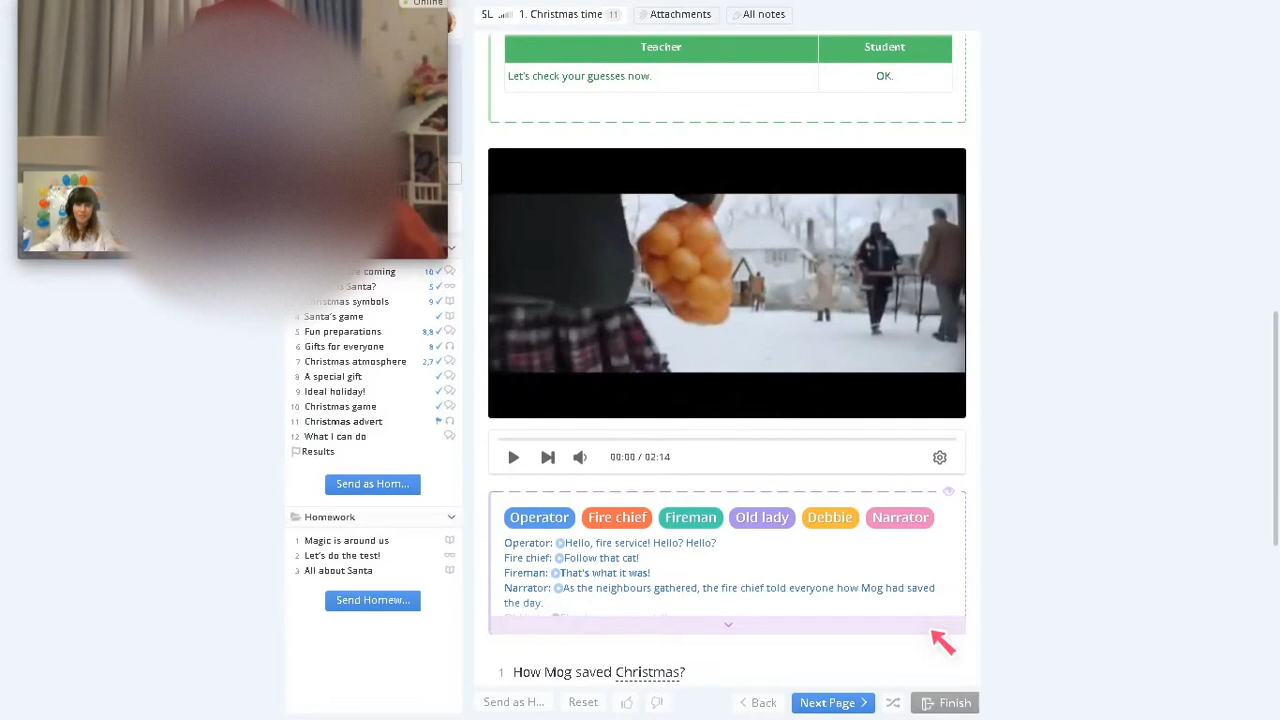 Online
SL 1. Christmas time 11 Attachments All notes
Teacher Student
Let's check your guesses now. OK.
coming 10
Santa? 5
Christmas symbols 9
4 Santa's game
5 Fun preparations 8,8
6 Gifts for everyone 8
7 Christmas atmosphere 2,7
8 A special gift
9 Ideal holiday!
10 Christmas game
11 Christmas advert
12 What I can do
Results
Send as Hom...
Homework
1 Magic is around us
2 Let's do the test!
3 All about Santa
Send Homew...
00:00 / 02:14
Operator Fire chief Fireman Old lady Debbie Narrator
Operator: Hello, fire service! Hello? Hello?
Fire chief: Follow that cat!
Fireman: That's what it was!
Narrator: As the neighbours gathered, the fire chief told everyone how Mog had saved
the day.
1 How Mog saved Christmas?
Send as H... Reset Back Next Page Finish